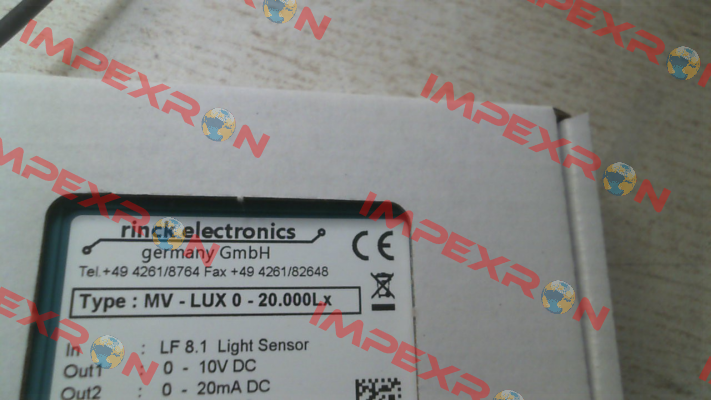 IMPEXRON
IMPEXRON
IMPEXRON
IMPEXRON
rinck electronics
germany GmbH
Tel.+49 4261/8764 Fax +49 4261/82648
CE
Type : MV - LUX 0 - 20.000Lx
In : LF 8.1 Light Sensor
Out1 : 0 - 10V DC
Out2 : 0 - 20mA DC
IMPEXRON
IMPEXRON
IMPEXRON
IMPEXRON